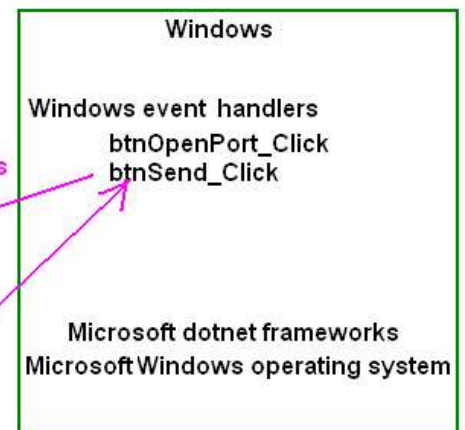 Windows
Windows event handlers
btnOpenPort_Click
btnSend_Click
Microsoft dotnet frameworks
Microsoft Windows operating system